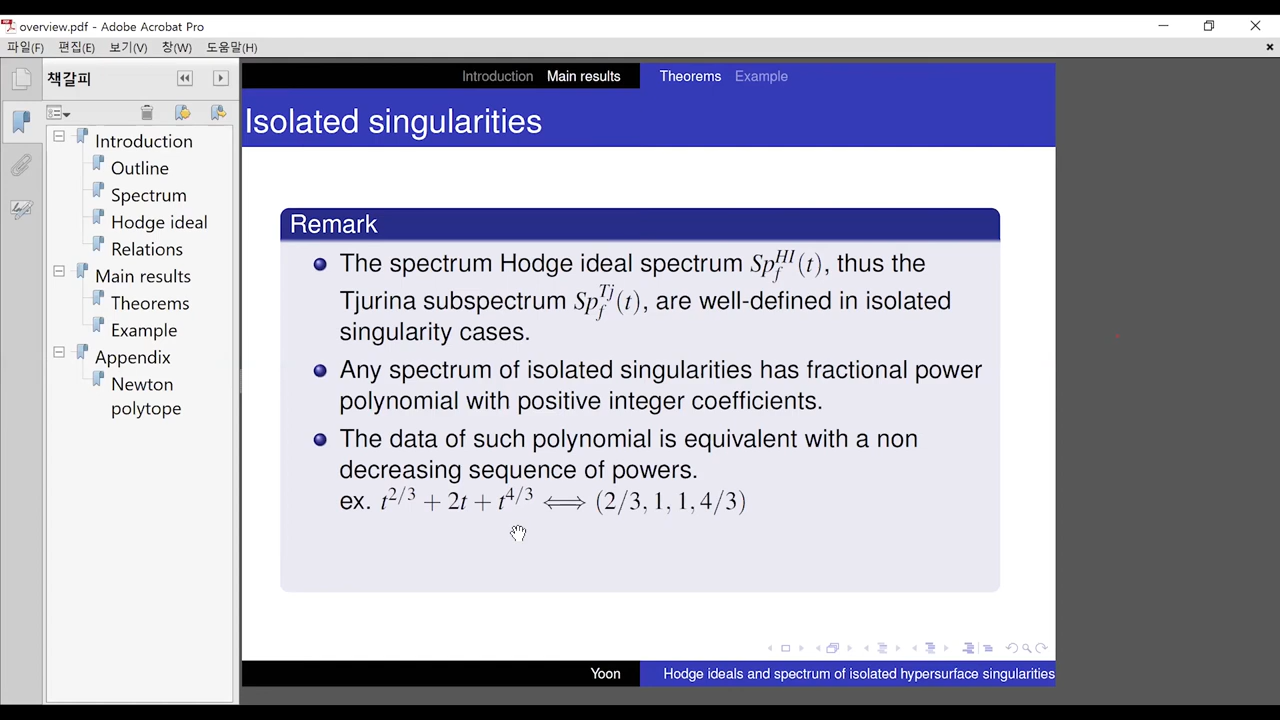 overview.pdf - Adobe Acrobat Pro
파일(F) 편집(E) 보기(V) 창(W) 도움말(H)
책갈피
Introduction
Outline
Spectrum
Hodge ideal
Relations
Main results
Theorems
Example
Appendix
Newton
polytope
Introduction Main results Theorems Example
Isolated singularities
Remark
The spectrum Hodge ideal spectrum $Sp_f^{HI}(t)$, thus the
Tjurina subspectrum $Sp_f^{Tj}(t)$, are well-defined in isolated
singularity cases.
Any spectrum of isolated singularities has fractional power
polynomial with positive integer coefficients.
The data of such polynomial is equivalent with a non
decreasing sequence of powers.
ex. $t^{2/3} + 2t + t^{4/3} \Longleftrightarrow (2/3, 1, 1, 4/3)$
Yoon Hodge ideals and spectrum of isolated hypersurface singularities